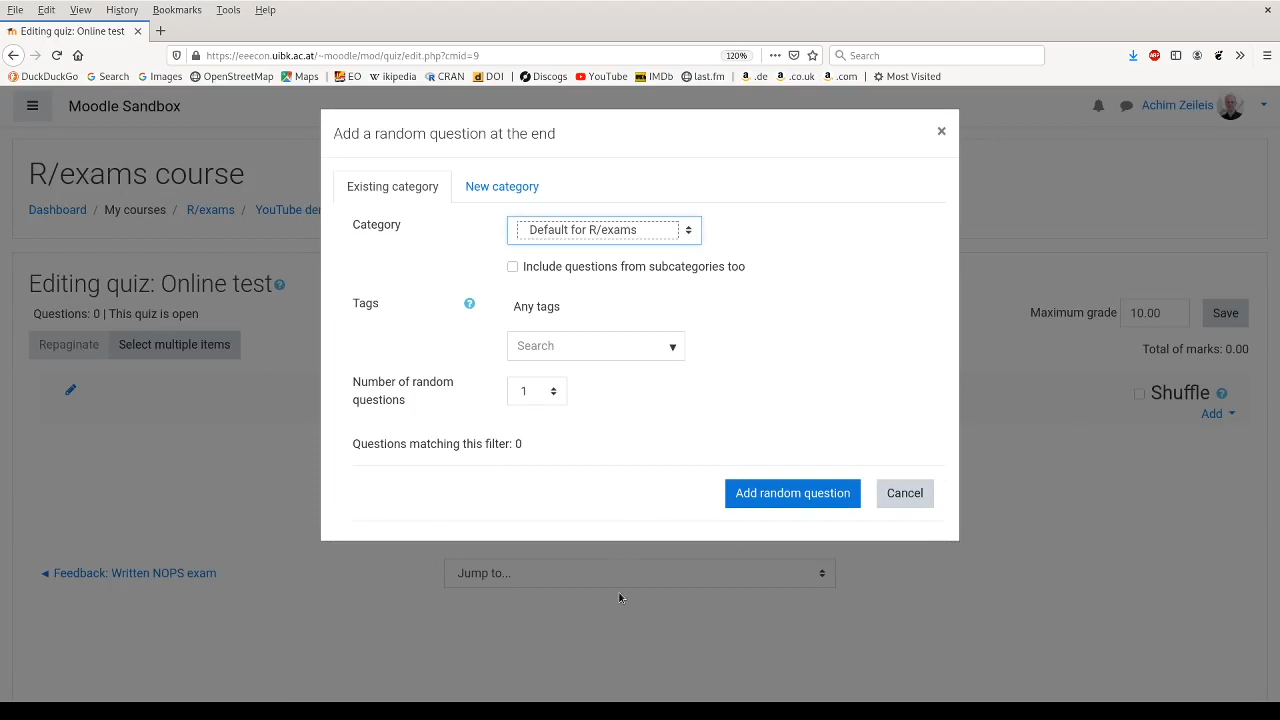 File Edit View History Bookmarks Tools Help
Editing quiz: Online test
https://eeecon.uibk.ac.at/~moodle/mod/quiz/edit.php?cmid=9 120% Search
DuckDuckGo Search Images OpenStreetMap Maps EO Wikipedia CRAN DOI Discogs YouTube IMDb last.fm .de .co.uk .com Most Visited
Moodle Sandbox Achim Zeileis
Add a random question at the end
R/exams course
Existing category New category
Dashboard / My courses / R/exams / YouTube de
Category Default for R/exams
Include questions from subcategories too
Editing quiz: Online test
Tags Any tags
Questions: 0 | This quiz is open
Maximum grade 10.00 Save
Repaginate Select multiple items
Search
Total of marks: 0.00
Number of random
questions
1
Shuffle
Add
Questions matching this filter: 0
Add random question Cancel
◄ Feedback: Written NOPS exam Jump to...